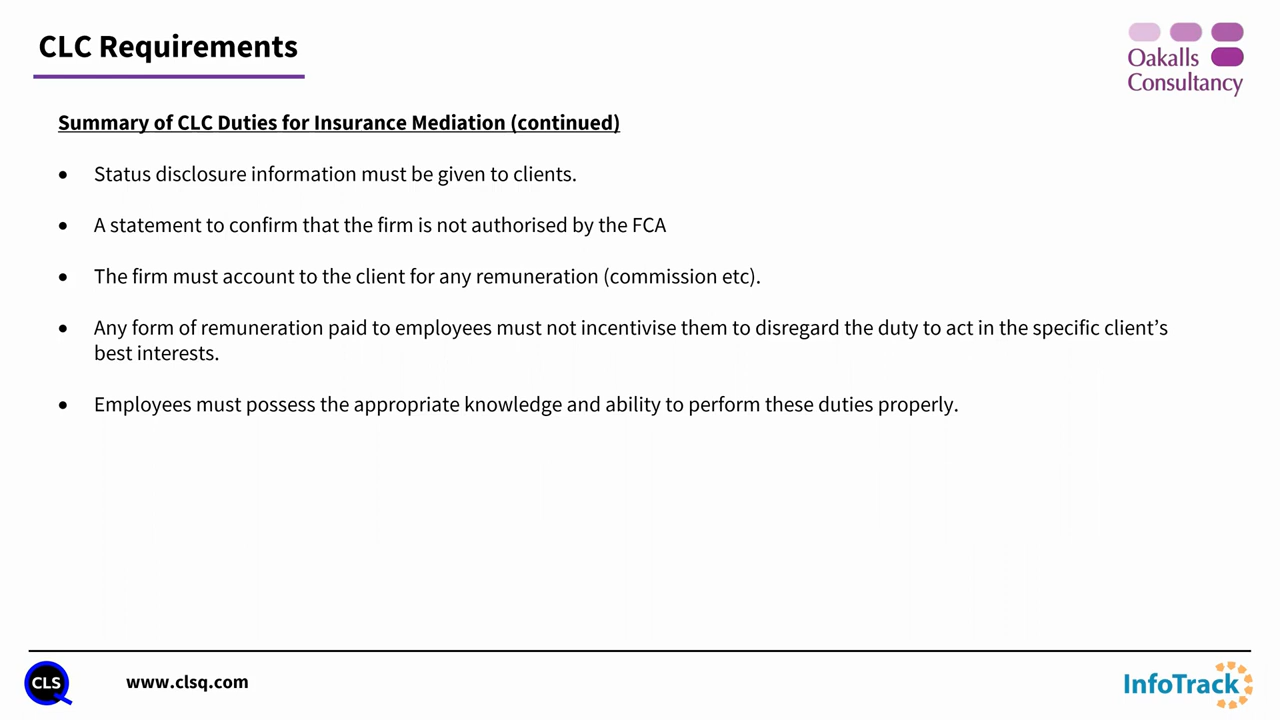 CLC Requirements
Oakalls
Consultancy
Summary of CLC Duties for Insurance Mediation (continued)
• Status disclosure information must be given to clients.
• A statement to confirm that the firm is not authorised by the FCA
• The firm must account to the client for any remuneration (commission etc).
• Any form of remuneration paid to employees must not incentivise them to disregard the duty to act in the specific client’s
best interests.
• Employees must possess the appropriate knowledge and ability to perform these duties properly.
CLS
www.clsq.com
InfoTrack